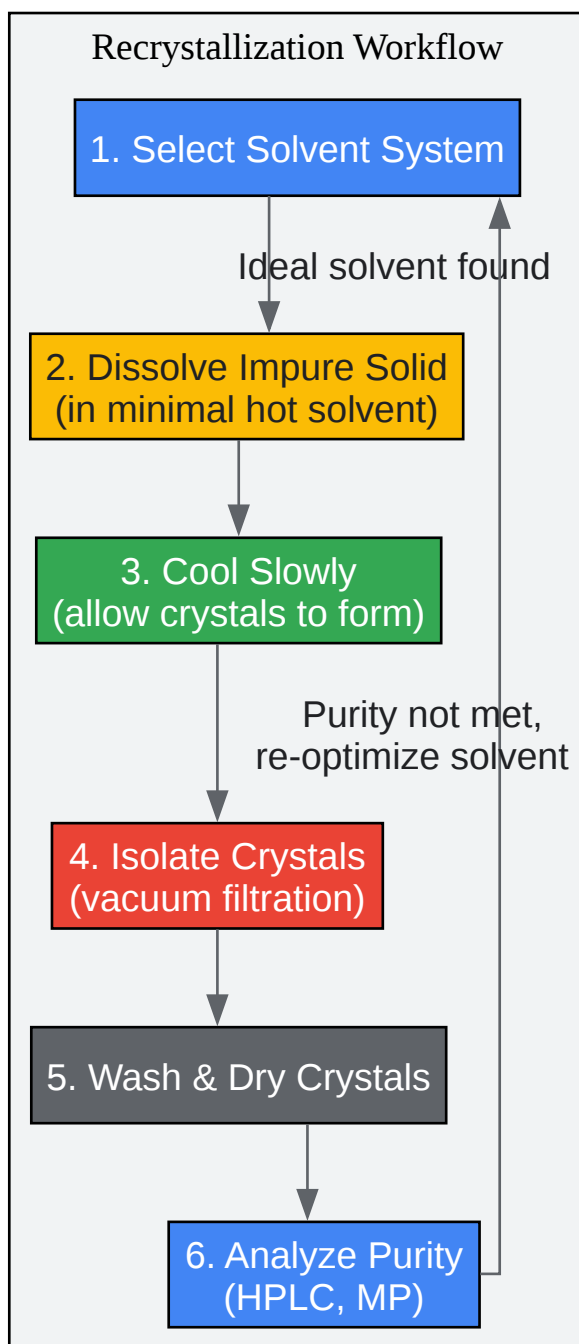 Recrystallization Workflow
1. Select Solvent System
Ideal solvent found
2. Dissolve Impure Solid
(in minimal hot solvent)
3. Cool Slowly
(allow crystals to form)
Purity not met,
re-optimize solvent
4. Isolate Crystals
(vacuum filtration)
5. Wash & Dry Crystals
6. Analyze Purity
(HPLC, MP)